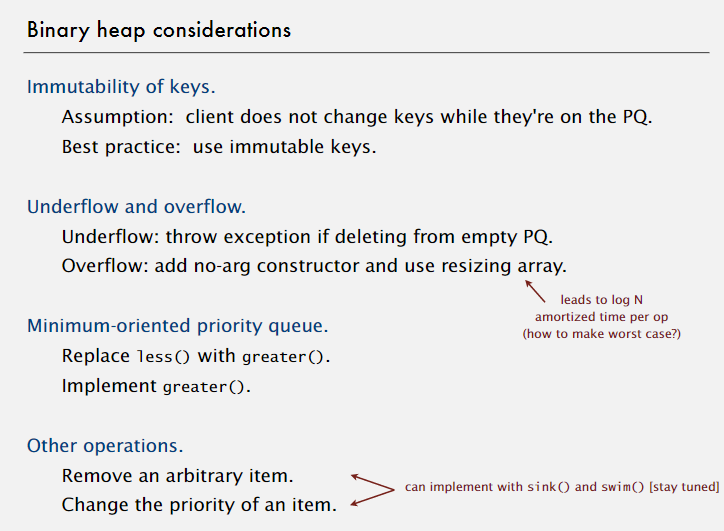 Binary heap considerations
Immutability of keys.
Assumption: client does not change keys while they're on the PQ.
Best practice: use immutable keys.
Underflow and overflow.
Underflow: throw exception if deleting from empty PQ.
Overflow: add no-arg constructor and use resizing array.
leads to log N
amortized time per op
(how to make worst case?)
Minimum-oriented priority queue.
Replace less() with greater().
Implement greater().
Other operations.
Remove an arbitrary item.
can implement with sink() and swim() [stay tuned]
Change the priority of an item.